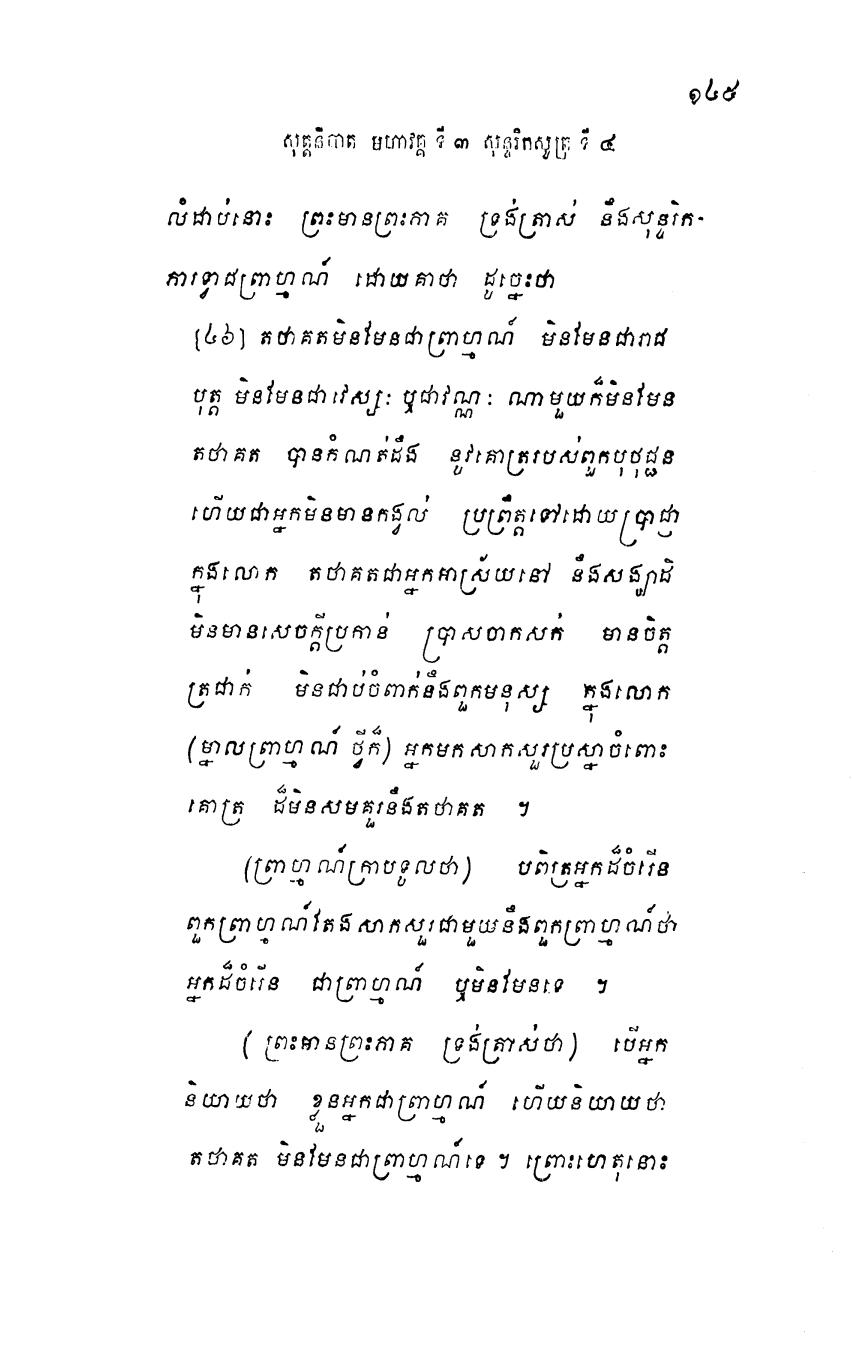 ១៤៥
សុត្តនិបាត មហាវគ្គ ទី ៣ សុន្ទរិកសូត្រ ទី ៤
លំដាប់នោះ ព្រះមានព្រះភាគ ទ្រង់ត្រាស់ នឹងសុន្ទរិក-
ភារទ្វាជព្រាហ្មណ៍ ដោយគាថា ដូច្នេះថា
[៤៦] តថាគតមិនមែនជាព្រាហ្មណ៍ មិនមែនជារាជ
បុត្ត មិនមែនជាវេស្សៈ ឬជាវណ្ណៈ ណាមួយក៏មិនមែន
តថាគត បានកំណត់ដឹង នូវគោត្ររបស់ពួកបុថុជ្ជន
ហើយជាអ្នកមិនមានកង្វល់ ប្រព្រឹត្តទៅដោយប្រាជ្ញា
ក្នុងលោក តថាគតជាអ្នកអាស្រ័យនៅ នឹងសង្ឃាដិ
មិនមានសេចក្តីប្រកាន់ ប្រាសចាកសក់ មានចិត្ត
ត្រជាក់ មិនជាប់ចំពាក់នឹងពួកមនុស្ស ក្នុងលោក
(ម្នាលព្រាហ្មណ៍ ថ្វីក៏) អ្នកមកសាកសួរប្រស្នាចំពោះ
គោត្រ ដ៏មិនសមគួរនឹងតថាគត ។
(ព្រាហ្មណ៍ក្រាបទូលថា) បពិត្រអ្នកដ៏ចំរើន
ពួកព្រាហ្មណ៍តែងសាកសួរជាមួយនឹងពួកព្រាហ្មណ៍ថា
អ្នកដ៏ចំរើន ជាព្រាហ្មណ៍ ឬមិនមែនទេ ។
(ព្រះមានព្រះភាគ ទ្រង់ត្រាស់ថា) បើអ្នក
និយាយថា ខ្លួនអ្នកជាព្រាហ្មណ៍ ហើយនិយាយថា
តថាគត មិនមែនជាព្រាហ្មណ៍ទេ ។ ព្រោះហេតុនោះ